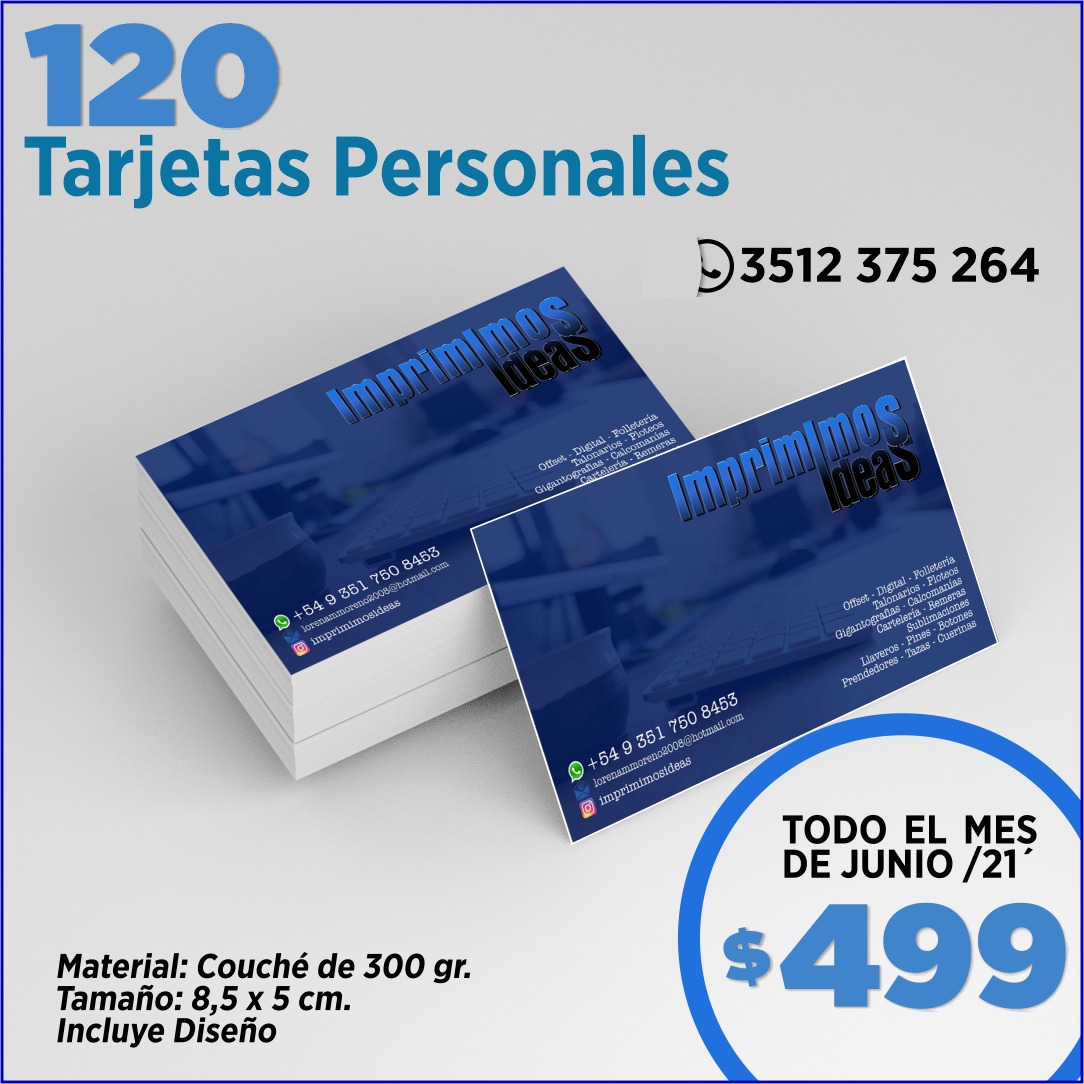 120
Tarjetas Personales
3512 375 264
ImprimImos
IdeaS
Offset - Digital - Folletería
Talonarios - Ploteos
Gigantografías - Calcomanías
Cartelería - Remeras
+54 9 351 750 8453
lorenammoreno2008@hotmail.com
imprimimosideas
ImprimImos
IdeaS
Offset - Digital - Folletería
Talonarios - Ploteos
Gigantografías - Calcomanías
Cartelería - Remeras
Sublimaciones
Llaveros - Pines - Botones
Prendedores - Tazas - Cuerinas
+54 9 351 750 8453
lorenammoreno2008@hotmail.com
imprimimosideas
TODO EL MES
DE JUNIO /21´
$499
Material: Couché de 300 gr.
Tamaño: 8,5 x 5 cm.
Incluye Diseño